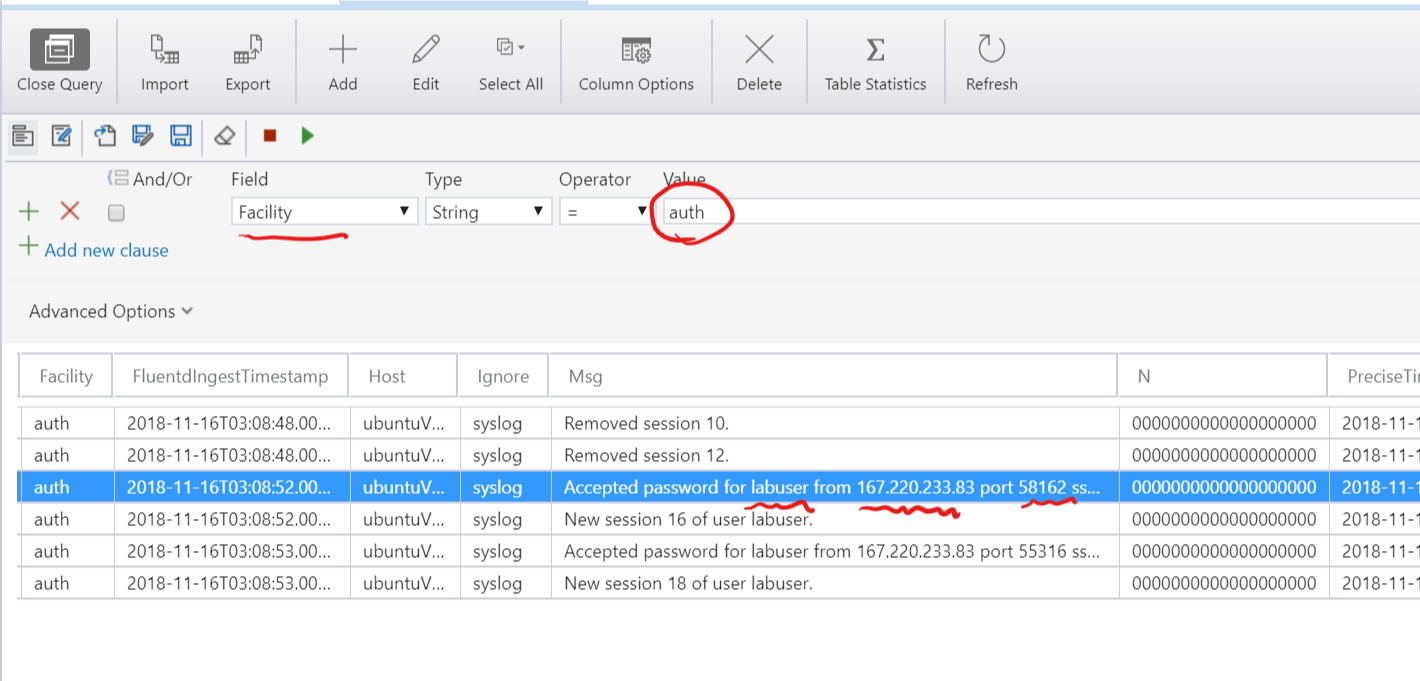 Close Query Import Export Add Edit Select All Column Options Delete Table Statistics Refresh
And/Or Field Type Operator Value
Facility String = auth
Add new clause
Advanced Options
Facility FluentdIngestTimestamp Host Ignore Msg N PreciseTi
auth 2018-11-16T03:08:48.00... ubuntuV... syslog Removed session 10. 0000000000000000000 2018-11-1
auth 2018-11-16T03:08:48.00... ubuntuV... syslog Removed session 12. 0000000000000000000 2018-11-1
auth 2018-11-16T03:08:52.00... ubuntuV... syslog Accepted password for labuser from 167.220.233.83 port 58162 ss... 0000000000000000000 2018-11-1
auth 2018-11-16T03:08:52.00... ubuntuV... syslog New session 16 of user labuser. 0000000000000000000 2018-11-1
auth 2018-11-16T03:08:53.00... ubuntuV... syslog Accepted password for labuser from 167.220.233.83 port 55316 ss... 0000000000000000000 2018-11-1
auth 2018-11-16T03:08:53.00... ubuntuV... syslog New session 18 of user labuser. 0000000000000000000 2018-11-1